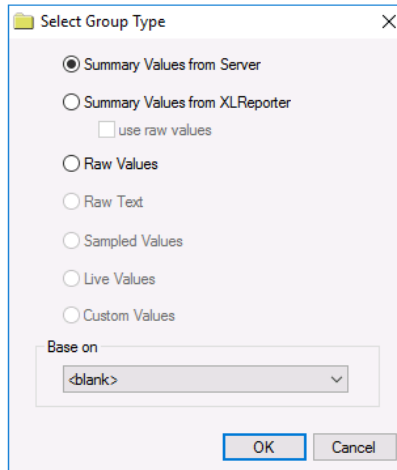 Select Group Type
Summary Values from Server
Summary Values from XLReporter
use raw values
Raw Values
Raw Text
Sampled Values
Live Values
Custom Values
Base on
<blank>
OK Cancel